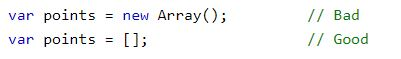 var points = new Array();         // Bad
var points = [];                  // Good